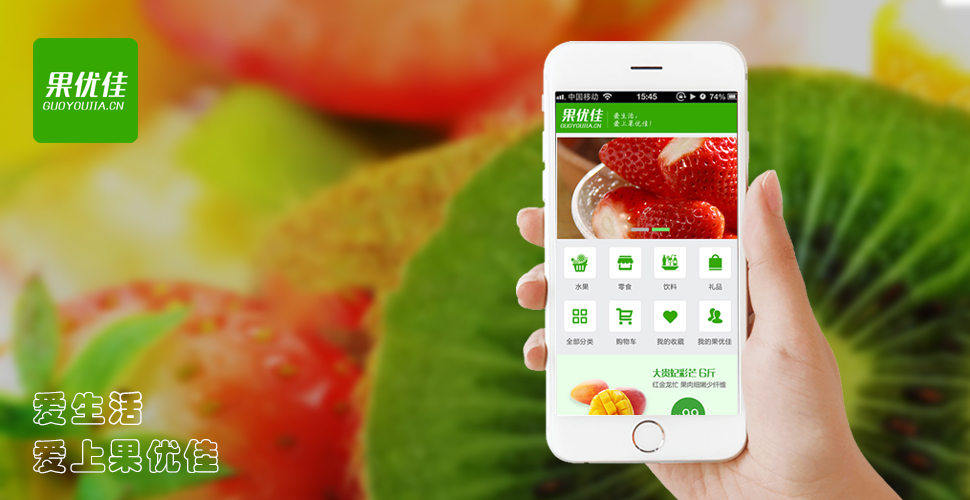 果优佳
GUOYOUJIA.CN
中国移动 15:45 74%
果优佳
GUOYOUJIA.CN
爱生活。
爱上果优佳!
水果 零食 饮料 礼品
全部分类 购物车 我的收藏 我的果优佳
大贵妃彩芒 6斤
红金龙忙 果肉细嫩少纤维
爱生活
爱上果优佳